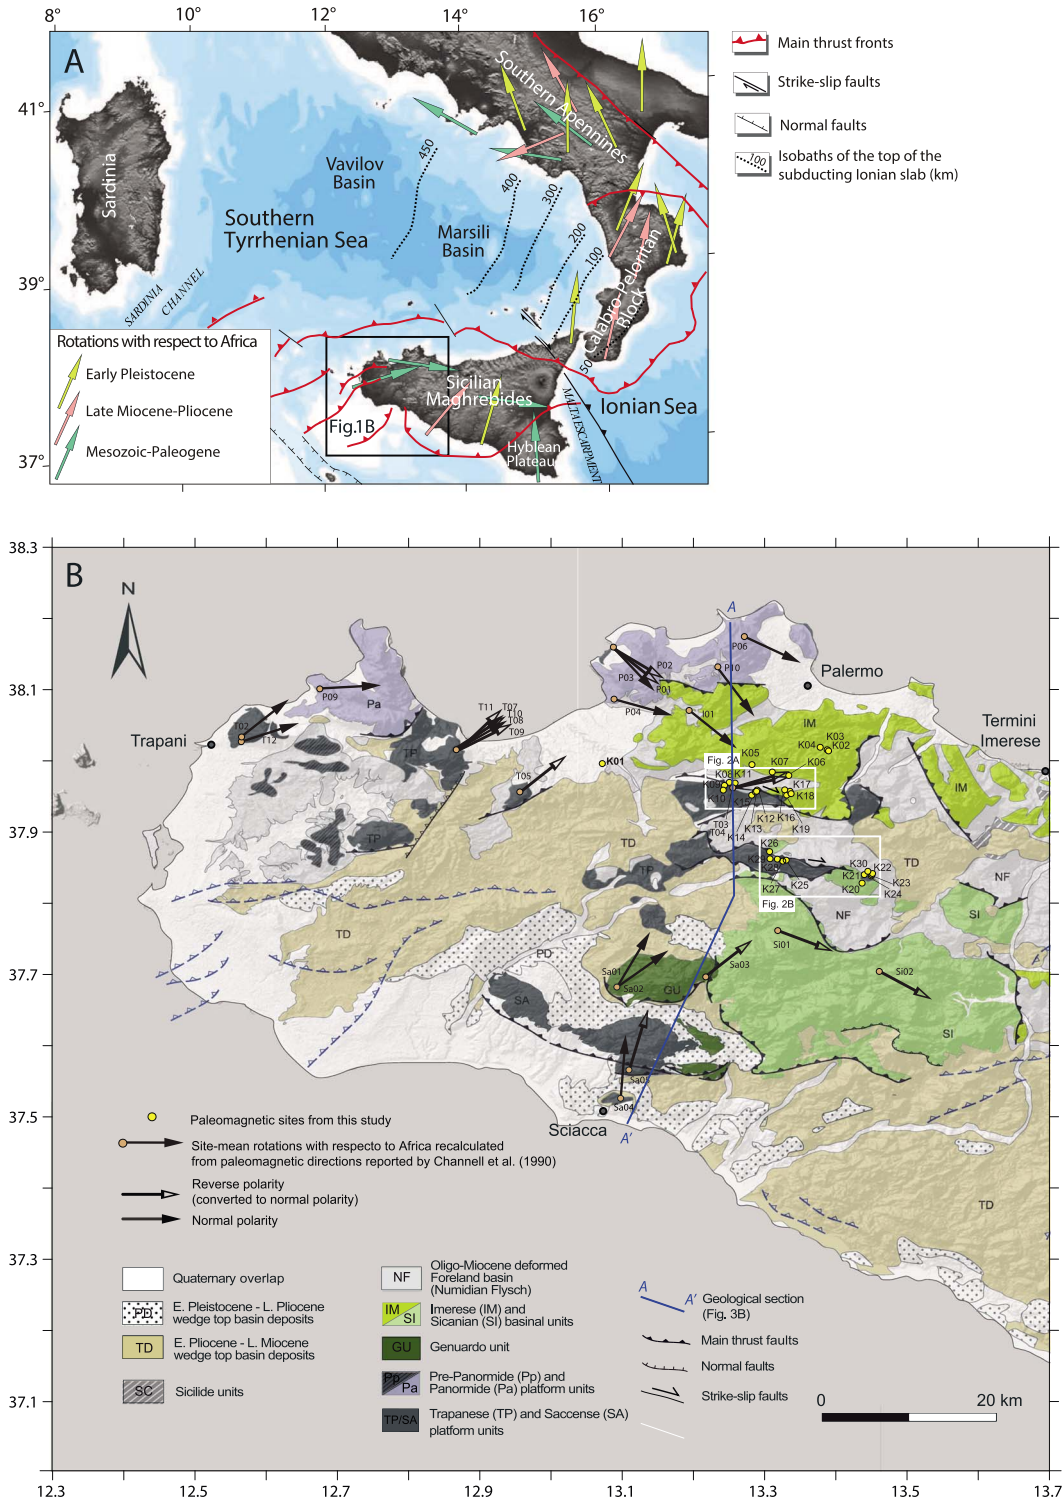 8°
10°
12°
14°
16°
A
41°
39°
37°
Sardinia
Vavilov
Basin
Southern
Tyrrhenian Sea
Marsili
Basin
450
400
300
200
100
50
Southern Apennines
Calabro-Peloritan
Block
SARDINIA
CHANNEL
Sicilian
Maghrebides
Ionian Sea
MALTA ESCARPMENT
Hyblean
Plateau
Fig.1B
Rotations with respect to Africa
Early Pleistocene
Late Miocene-Pliocene
Mesozoic-Paleogene
Main thrust fronts
Strike-slip faults
Normal faults
100
Isobaths of the top of the
subducting Ionian slab (km)
B
N
38.3
38.1
37.9
37.7
37.5
37.3
37.1
12.3
12.5
12.7
12.9
13.1
13.3
13.5
13.7
Trapani
Palermo
Termini
Imerese
Sciacca
A
A'
P09
Pa
T02
T12
TP
T11
T07
T10
T08
T09
T05
K01
P02
P03
P01
P04
P06
P10
I01
IM
K03
K04
K02
K05
K07
K06
Fig. 2A
K08
K11
K09
K10
K15
K17
K18
T03
T04
K14
K13
K12
K16
K19
K26
K25
K27
K30
K22
K21
K23
K20
K24
Fig. 2B
TD
TP
TP
IM
TD
NF
SI
NF
Si01
Si02
SI
TD
PD
SA
Sa01
Sa02
Sa03
GU
Sa04
TD
Paleomagnetic sites from this study
Site-mean rotations with respecto to Africa recalculated
from paleomagnetic directions reported by Channell et al. (1990)
Reverse polarity
(converted to normal polarity)
Normal polarity
Quaternary overlap
PD
E. Pleistocene - L. Pliocene
wedge top basin deposits
TD
E. Pliocene - L. Miocene
wedge top basin deposits
SC
Sicilide units
NF
Oligo-Miocene deformed
Foreland basin
(Numidian Flysch)
IM
SI
Imerese (IM) and
Sicanian (SI) basinal units
GU
Genuardo unit
Pp
Pa
Pre-Panormide (Pp) and
Panormide (Pa) platform units
TP/SA
Trapanese (TP) and Saccense (SA)
platform units
A
A'
Geological section
(Fig. 3B)
Main thrust faults
Normal faults
Strike-slip faults
0
20 km